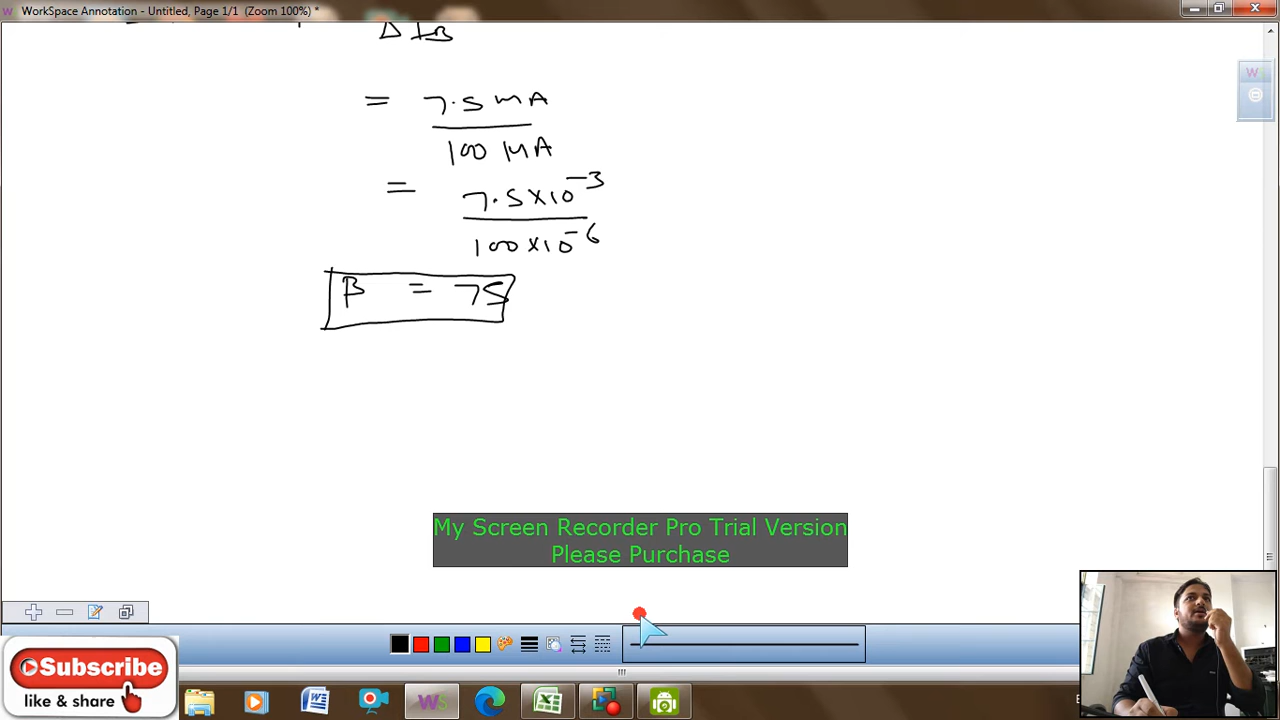 WorkSpace Annotation - Untitled, Page 1/1 (Zoom 100%) *
Δ IB
= 7.5 mA
100 μA
= 7.5×10⁻³
100×10⁻⁶
β = 75
My Screen Recorder Pro Trial Version
Please Purchase
Subscribe
like & share